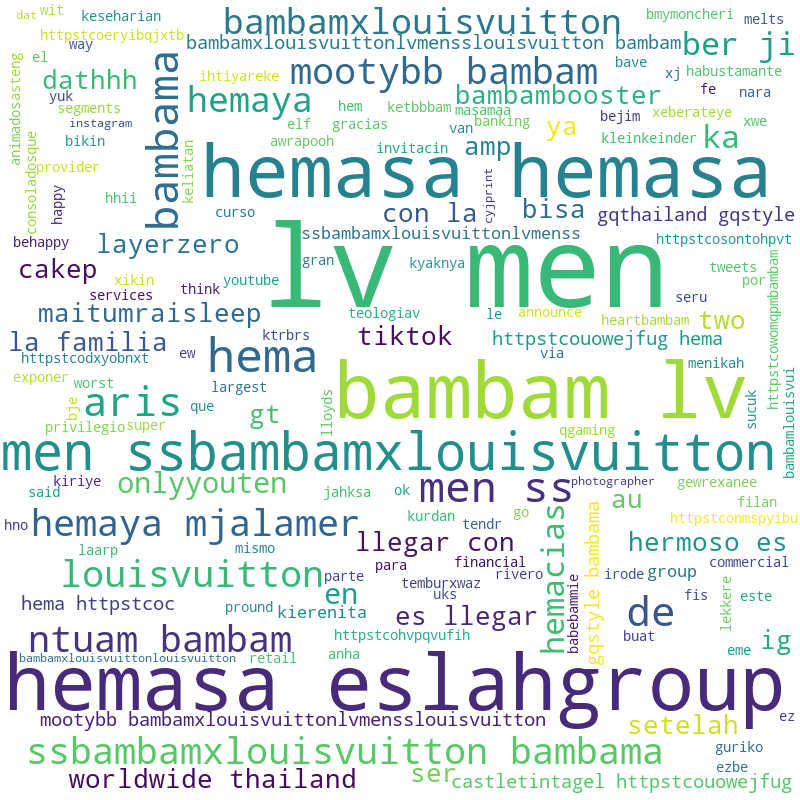 dat
wit
keseharian
bambamxlouisvuitton
bmymoncheri
melts
httpstcoeryibqjxtb
way
bambamxlouisvuittonlvmensslouisvuitton bambam
ber ji
el
dathhh
bambama
ihtiyareke
mootybb bambam
bave
xj
habustamante
animadosasteng
yuk
segments
hemaya
hem
ketbbbam
masamaa
bambambooster
fe
nara
instagram
elf
gracias
van
banking
ya
bejim
xeberateye
bikin
awrapooh
invitacin
amp
kleinkeinder
ka
xwe
consoladosque
provider
keliatan
hemasa hemasa
hhii
happy
cyjprint
curso
con la
bisa
gqthailand gqstyle
behappy
layerzero
ssbambamxlouisvuittonlvmenss
lv men
httpstcosontohpvt
cakep
xikin
gran
kyaknya
youtube
tweets
por
services
think
teologiav
le
announce
seru
heartbambam
httpstcowomqpmbambam
maitumraisleep
la familia
ktrbrs
tiktok
httpstcouowejfug hema
two
httpstcodxyobnxt
ew
hema
via
menikah
exponer
worst
largest
bambam lv
bambamlouisvui
bje
aris
que
gt
lloyds
sucuk
privilegio
super
qgaming
men ssbambamxlouisvuitton
kiriye
onlyyouten
jahksa
ok
men ss
photographer
gewrexanee
said
au
filan
hno
hemaya mjalamer
kurdan
go
tendr
hemacias
gqstyle bambama
httpstconmspyibu
laarp
mismo
llegar con
hermoso es
louisvuitton
para
financial
babebammie
commercial
parte
temburxwaz
rivero
irode
group
en
uks
fis
este
lekkere
hema httpstcoc
pround
kierenita
es llegar
de
ntuam bambam
httpstcohvpqvufih
buat
ig
bambamxlouisvuittonlouisvuitton
retail
anha
eme
hemasa eslahgroup
mootybb bambamxlouisvuittonlvmensslouisvuitton
setelah
ez
ssbambamxlouisvuitton bambama
guriko
ezbe
worldwide thailand
ser
castletintagel httpstcouowejfug